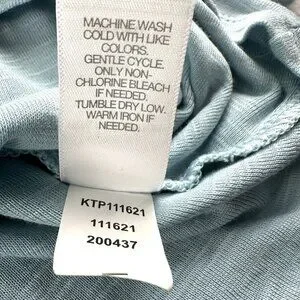 MACHINE WASH
COLD WITH LIKE
COLORS.
GENTLE CYCLE.
ONLY NON-
CHLORINE BLEACH
IF NEEDED.
TUMBLE DRY LOW.
WARM IRON IF
NEEDED.
KTP111621
111621
200437